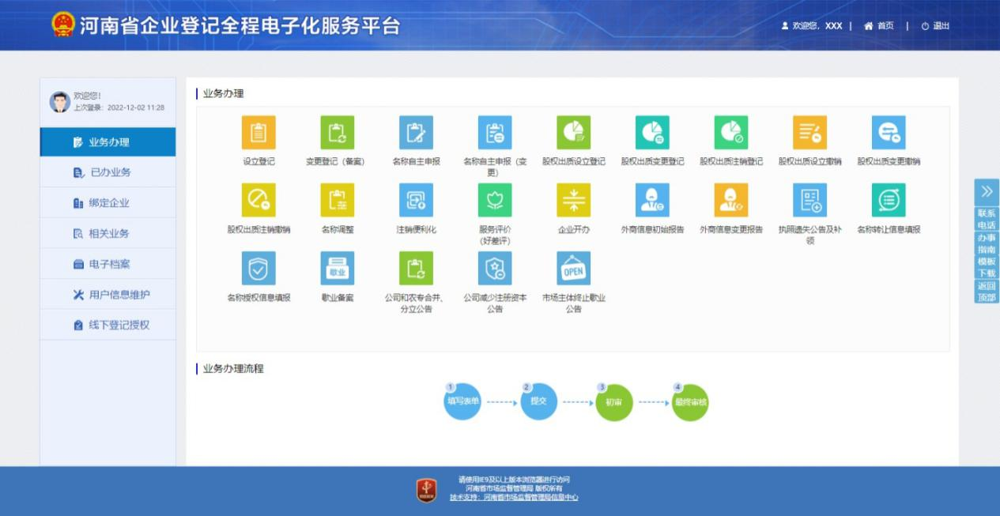 河南省企业登记全程电子化服务平台
欢迎您，XXX | 首页 | 退出
欢迎您!
上次登录：2022-12-02 11:28
业务办理
已办业务
绑定企业
相关业务
电子档案
用户信息维护
线下登记授权
业务办理
设立登记
变更登记（备案）
名称自主申报
名称自主申报（变
更）
股权出质设立登记
股权出质变更登记
股权出质注销登记
股权出质设立撤销
股权出质变更撤销
股权出质注销撤销
名称调整
注销便利化
服务评价
（好差评）
企业开办
外商信息初始报告
外商信息变更报告
执照遗失公告及补
领
名称转让信息填报
名称授权信息填报
歇业
歇业备案
公司和农专合并、
分立公告
公司减少注册资本
公告
OPEN
市场主体终止歇业
公告
业务办理流程
1
填写表单
2
提交
3
初审
4
最终审核
联系
电话
办事
指南
模板
下载
返回
顶部
请使用IE9及以上版本浏览器进行访问
河南省市场监督管理局 版权所有
技术支持：河南省市场监督管理局信息中心